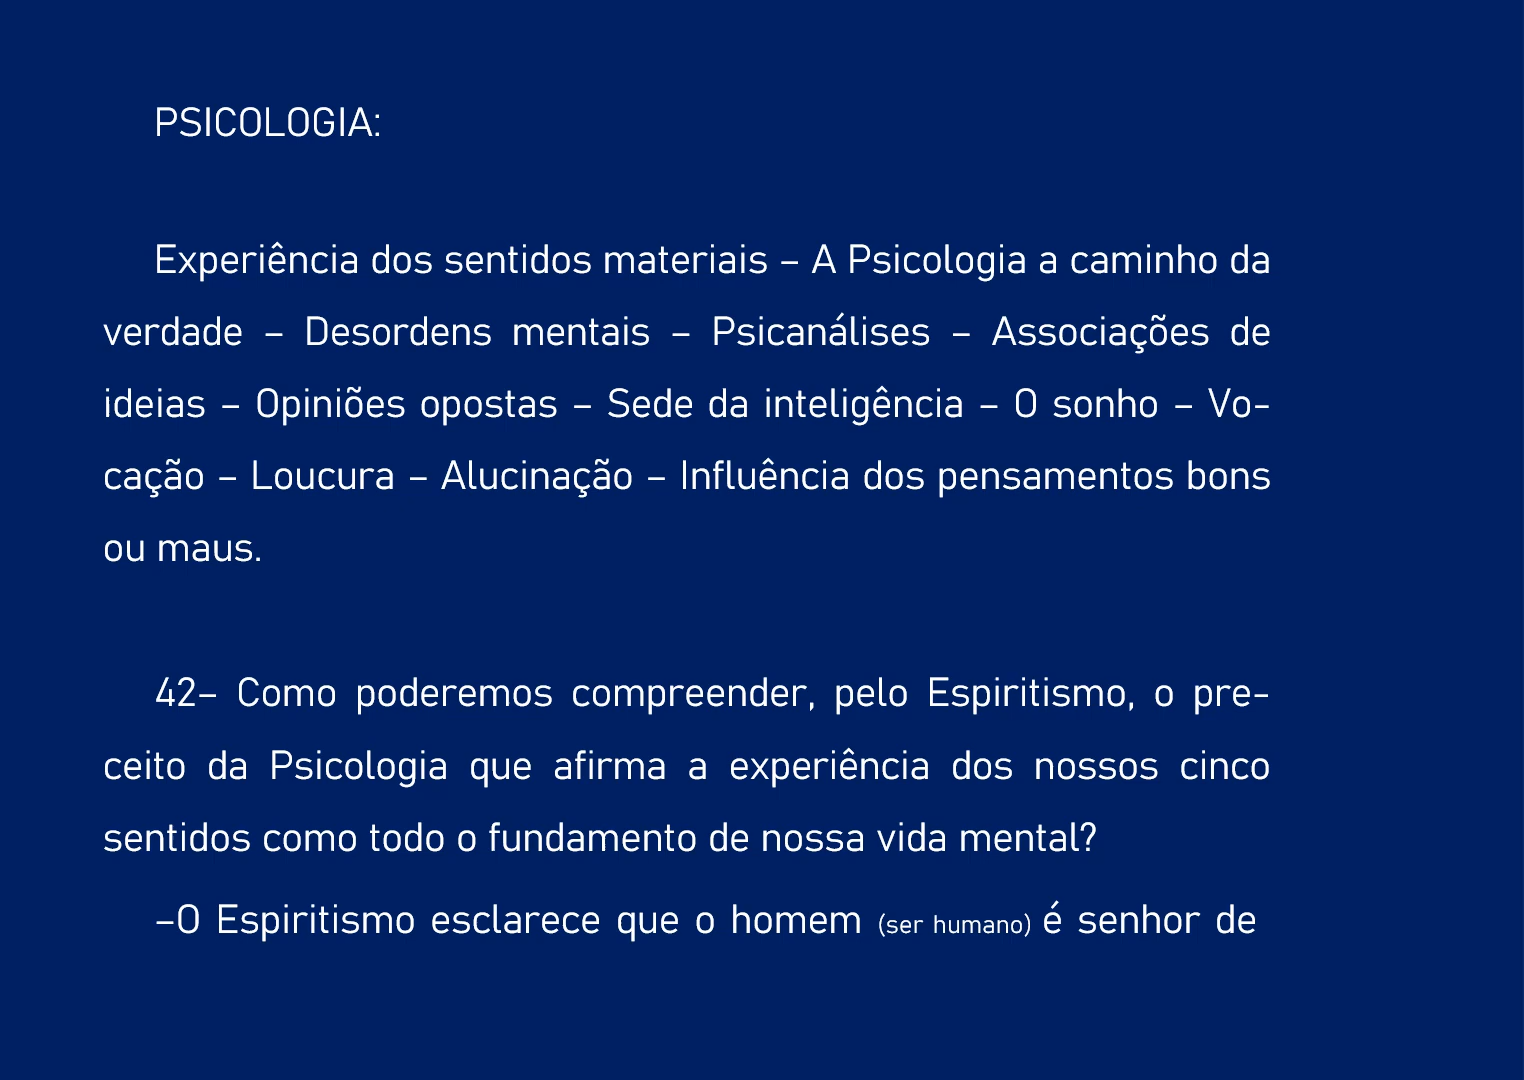 PSICOLOGIA:
Experiência dos sentidos materiais – A Psicologia a caminho da
verdade – Desordens mentais – Psicanálises – Associações de
ideias – Opiniões opostas – Sede da inteligência – O sonho – Vo-
cação – Loucura – Alucinação – Influência dos pensamentos bons
ou maus.
42– Como poderemos compreender, pelo Espiritismo, o pre-
ceito da Psicologia que afirma a experiência dos nossos cinco
sentidos como todo o fundamento de nossa vida mental?
–O Espiritismo esclarece que o homem (ser humano) é senhor de